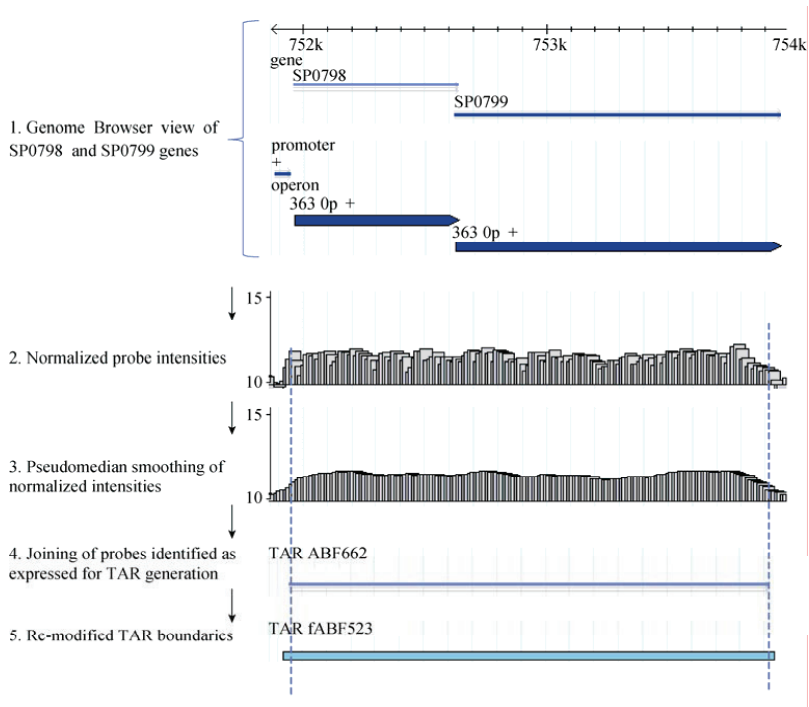 752k 753k 754k
gene
SP0798
SP0799
1. Genome Browser view of
SP0798 and SP0799 genes
promoter
+
operon
363 0p +
363 0p +
15
2. Normalized probe intensities
10
15
3. Pseudomedian smoothing of
normalized intensities
10
4. Joining of probes identified as
expressed for TAR generation
TAR ABF662
5. Re-modified TAR boundaries
TAR fABF523